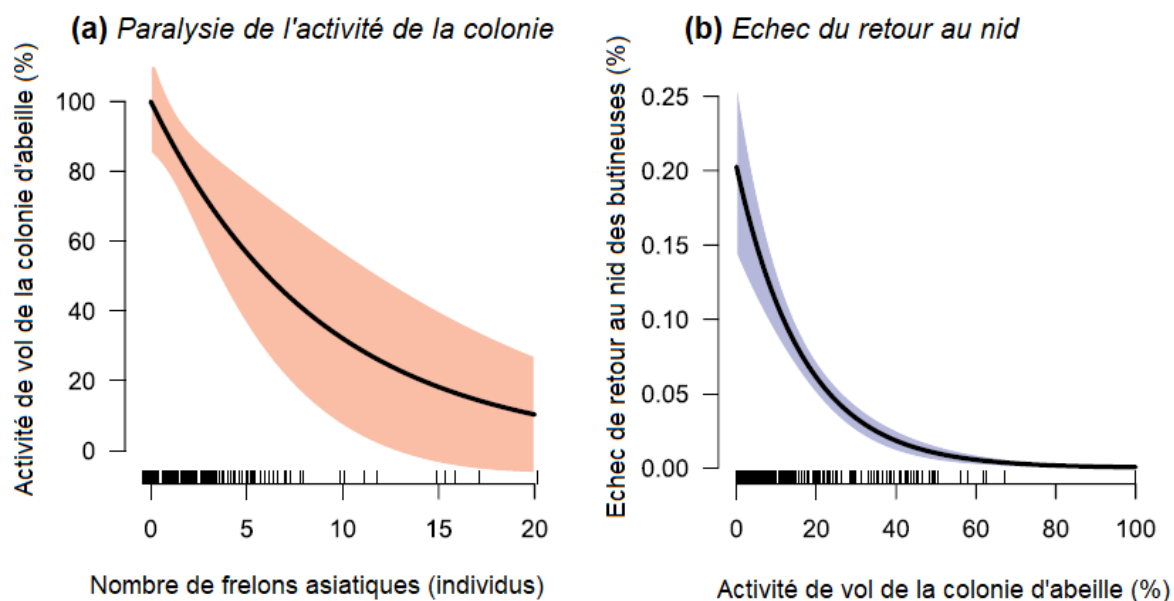 (a) Paralysie de l'activité de la colonie
Activité de vol de la colonie d'abeille (%)
100
80
60
40
20
0
0 5 10 15 20
Nombre de frelons asiatiques (individus)
(b) Echec du retour au nid
Echec de retour au nid des butineuses (%)
0.25
0.20
0.15
0.10
0.05
0.00
0 20 40 60 80 100
Activité de vol de la colonie d'abeille (%)